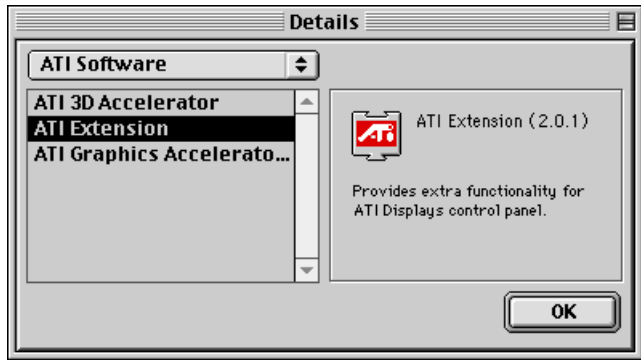 Details
ATI Software
ATI 3D Accelerator
ATI Extension
ATI Graphics Accelerato...
ATI
ATI Extension (2.0.1)
Provides extra functionality for
ATI Displays control panel.
OK